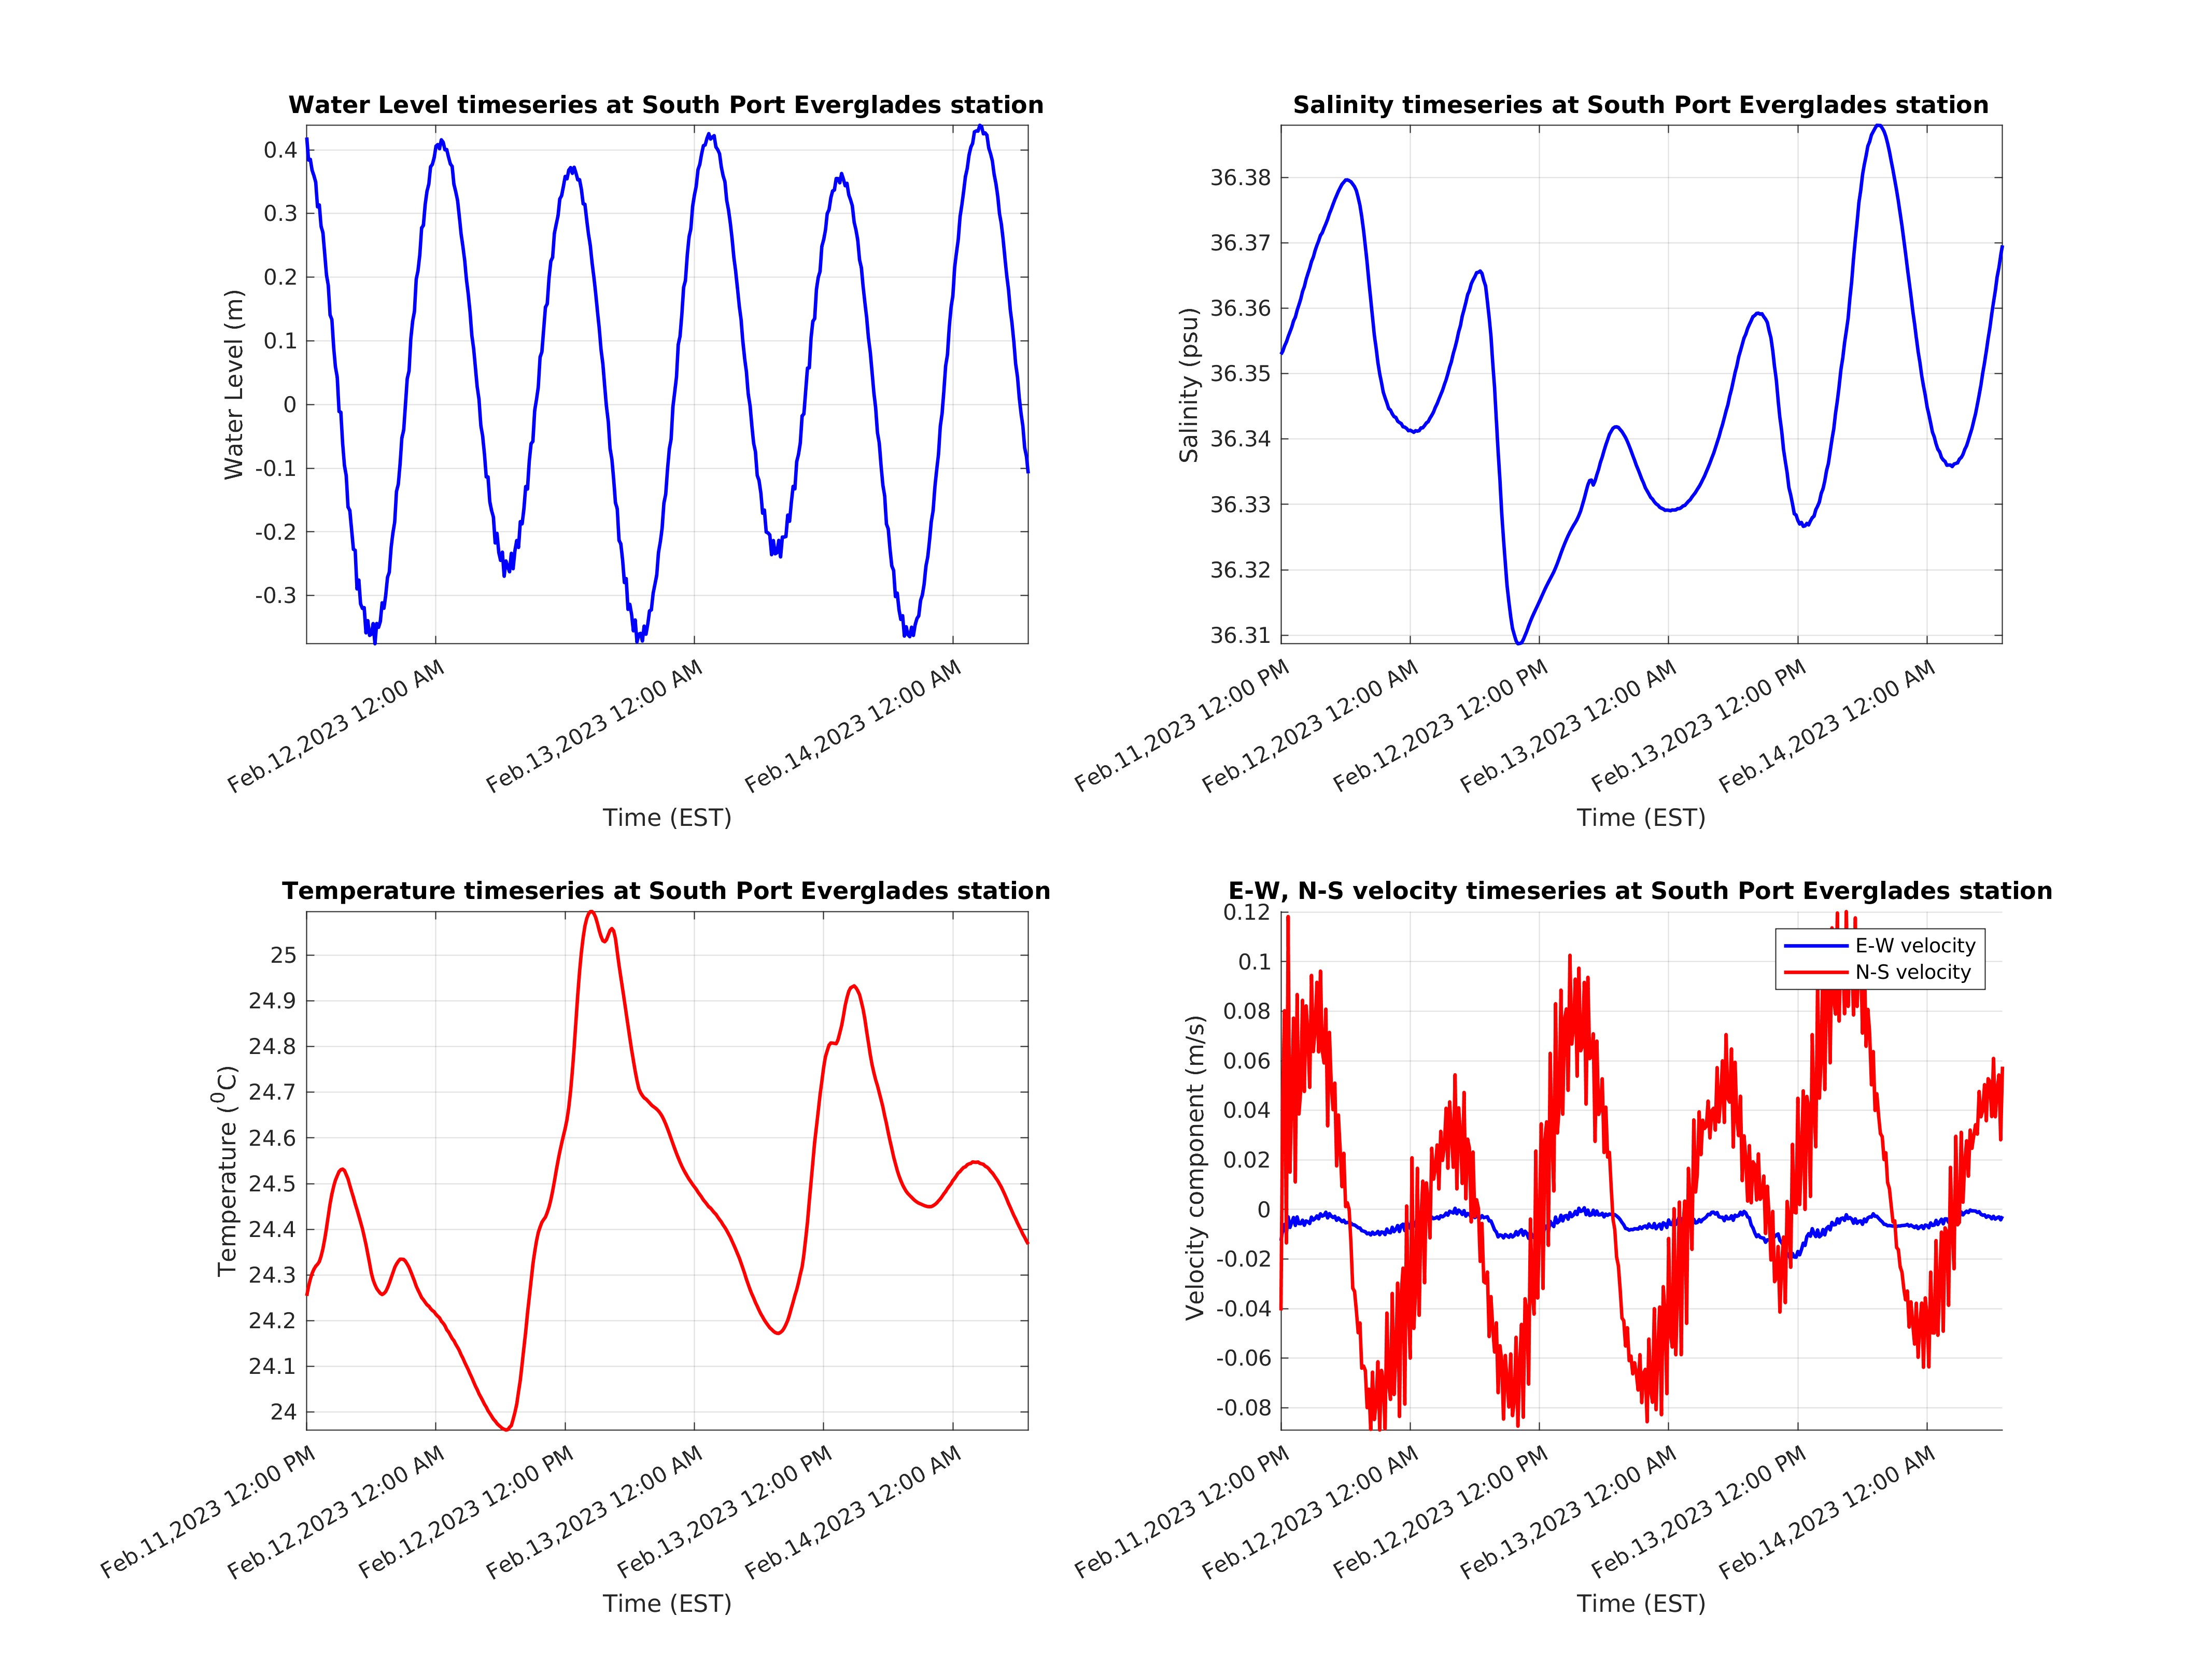 Water Level timeseries at South Port Everglades station
0.4
0.3
0.2
0.1
0
-0.1
-0.2
-0.3
Water Level (m)
Feb.12,2023 12:00 AM
Feb.13,2023 12:00 AM
Feb.14,2023 12:00 AM
Time (EST)
Salinity timeseries at South Port Everglades station
36.38
36.37
36.36
36.35
36.34
36.33
36.32
36.31
Salinity (psu)
Feb.11,2023 12:00 PM
Feb.12,2023 12:00 AM
Feb.12,2023 12:00 PM
Feb.13,2023 12:00 AM
Feb.13,2023 12:00 PM
Feb.14,2023 12:00 AM
Time (EST)
Temperature timeseries at South Port Everglades station
25
24.9
24.8
24.7
24.6
24.5
24.4
24.3
24.2
24.1
24
Temperature (⁰C)
Feb.11,2023 12:00 PM
Feb.12,2023 12:00 AM
Feb.12,2023 12:00 PM
Feb.13,2023 12:00 AM
Feb.13,2023 12:00 PM
Feb.14,2023 12:00 AM
Time (EST)
E-W, N-S velocity timeseries at South Port Everglades station
0.12
0.1
0.08
0.06
0.04
0.02
0
-0.02
-0.04
-0.06
-0.08
Velocity component (m/s)
E-W velocity
N-S velocity
Feb.11,2023 12:00 PM
Feb.12,2023 12:00 AM
Feb.12,2023 12:00 PM
Feb.13,2023 12:00 AM
Feb.13,2023 12:00 PM
Feb.14,2023 12:00 AM
Time (EST)